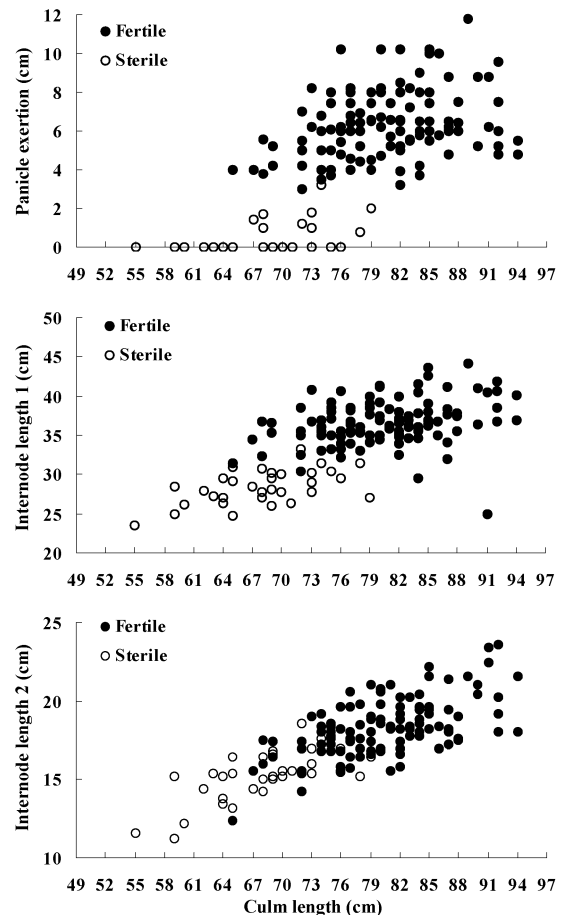 12
10
8
6
4
2
0
Panicle exertion (cm)
Fertile
Sterile
49 52 55 58 61 64 67 70 73 76 79 82 85 88 91 94 97
50
45
40
35
30
25
20
Internode length 1 (cm)
Fertile
Sterile
49 52 55 58 61 64 67 70 73 76 79 82 85 88 91 94 97
25
20
15
10
Internode length 2 (cm)
Fertile
Sterile
49 52 55 58 61 64 67 70 73 76 79 82 85 88 91 94 97
Culm length (cm)